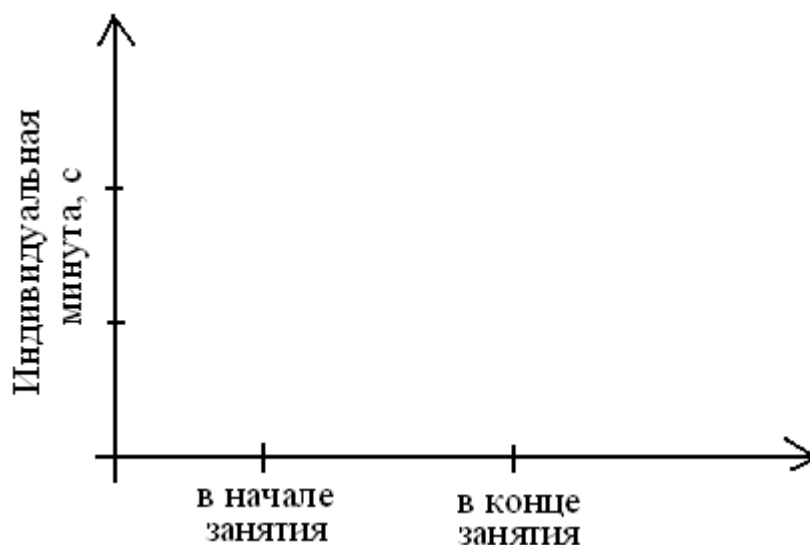 Индивидуальная
минута, с
в начале
занятия
в конце
занятия